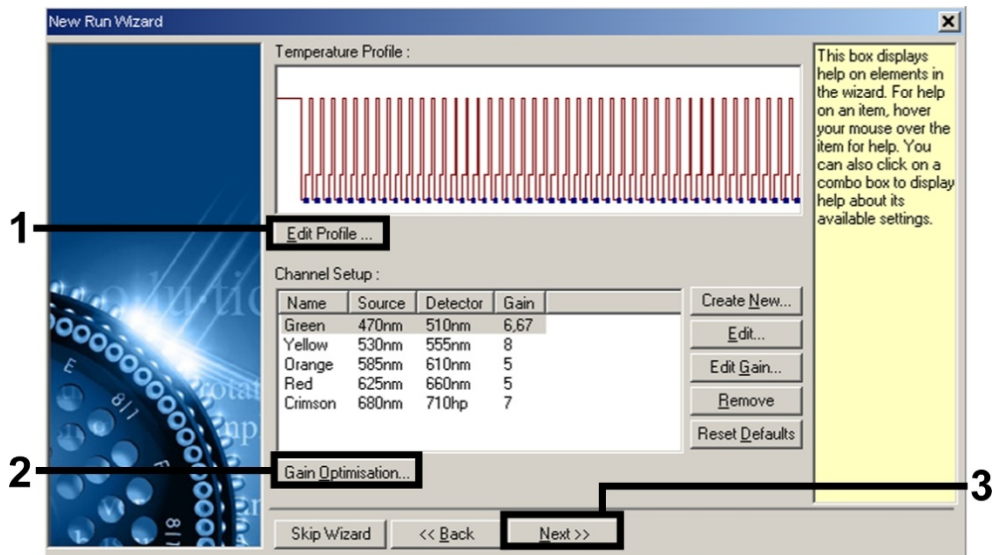 New Run Wizard
Temperature Profile :
This box displays
help on elements in
the wizard. For help
on an item, hover
your mouse over the
item for help. You
can also click on a
combo box to display
help about its
available settings.
1
Edit Profile ...
Channel Setup :
Name Source Detector Gain
Green 470nm 510nm 6,67
Yellow 530nm 555nm 8
Orange 585nm 610nm 5
Red 625nm 660nm 5
Crimson 680nm 710hp 7
Create New...
Edit...
Edit Gain...
Remove
Reset Defaults
2
Gain Optimisation...
3
Skip Wizard << Back Next >>